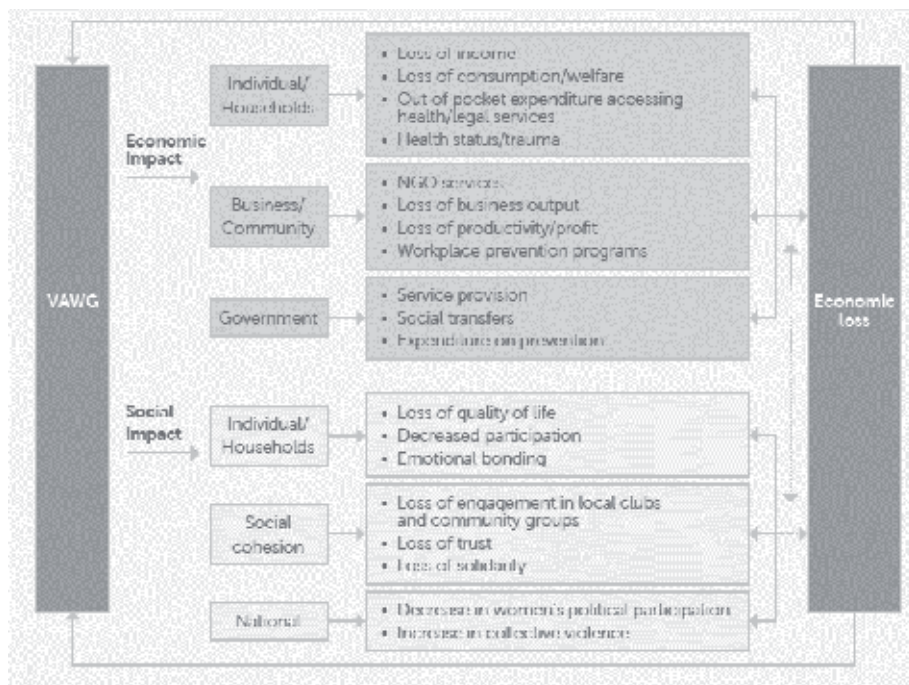 VAWG
Economic
Impact
Individual/
Households
• Loss of income
• Loss of consumption/welfare
• Out of pocket expenditure accessing
health/legal services
• Health status/trauma
Business/
Community
• NGO services
• Loss of business output
• Loss of productivity/profit
• Workplace prevention programs
Government
• Service provision
• Social transfers
• Expenditure on prevention
Social
Impact
Individual/
Households
• Loss of quality of life
• Decreased participation
• Emotional bonding
Social
cohesion
• Loss of engagement in local clubs
and community groups
• Loss of trust
• Loss of solidarity
National
• Decrease in women's political participation
• Increase in collective violence
Economic
loss